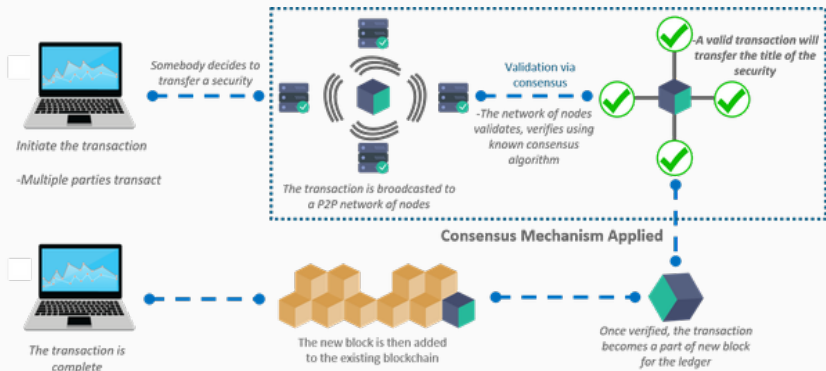 Somebody decides to
transfer a security
Initiate the transaction
-Multiple parties transact
The transaction is broadcasted to
a P2P network of nodes
Validation via
consensus
-The network of nodes
validates, verifies using
known consensus
algorithm
-A valid transaction will
transfer the title of the
security
Consensus Mechanism Applied
Once verified, the transaction
becomes a part of new block
for the ledger
The new block is then added
to the existing blockchain
The transaction is
complete